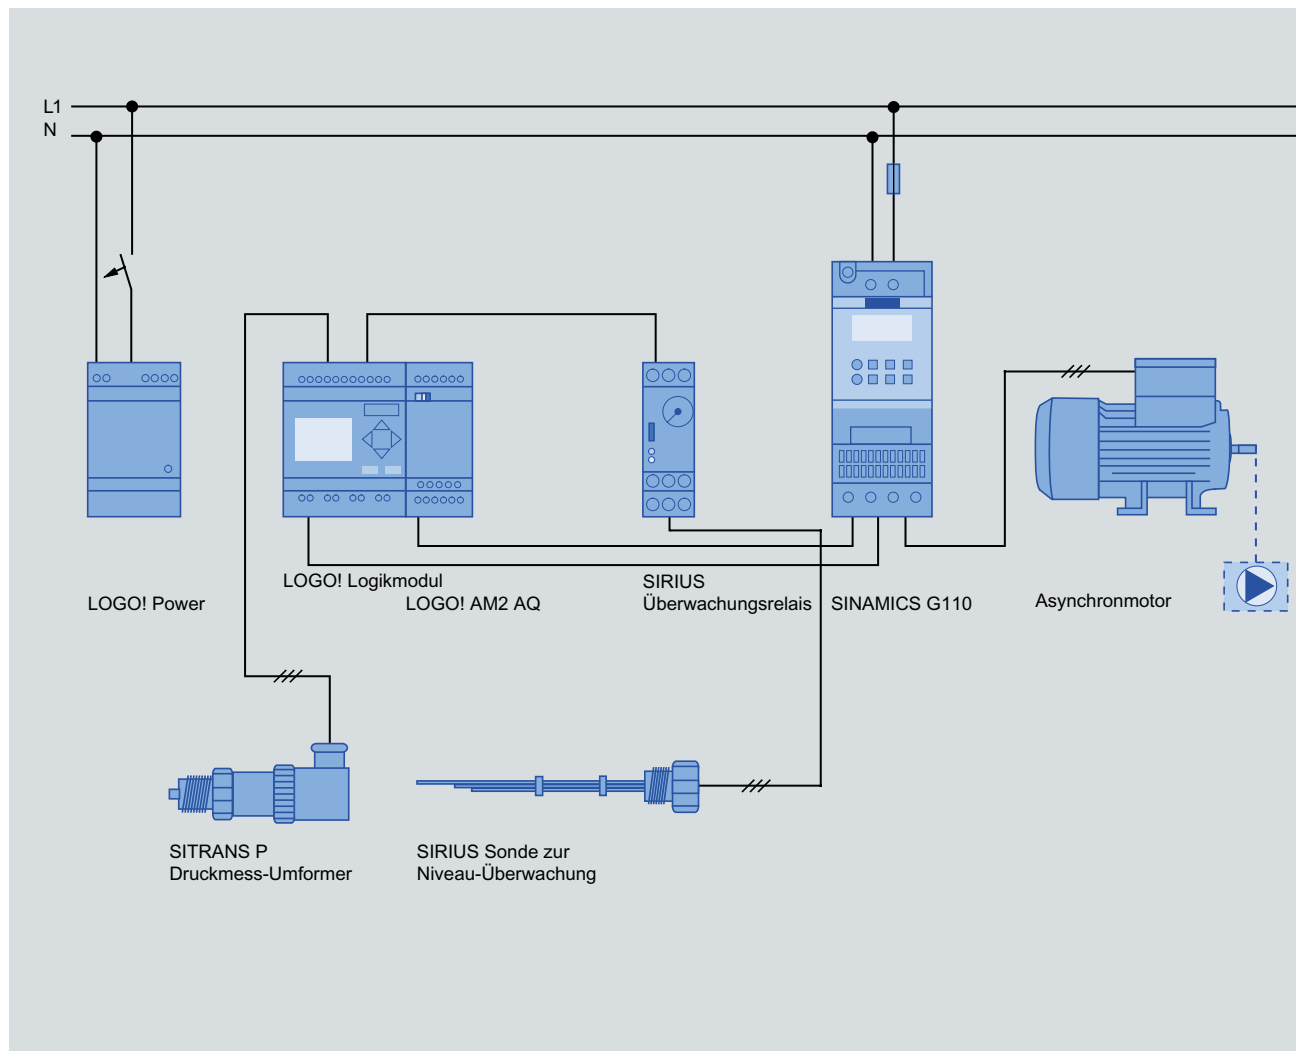 L1
N
LOGO! Power
LOGO! Logikmodul
LOGO! AM2 AQ
SIRIUS
Überwachungsrelais
SINAMICS G110
Asynchronmotor
SITRANS P
Druckmess-Umformer
SIRIUS Sonde zur
Niveau-Überwachung